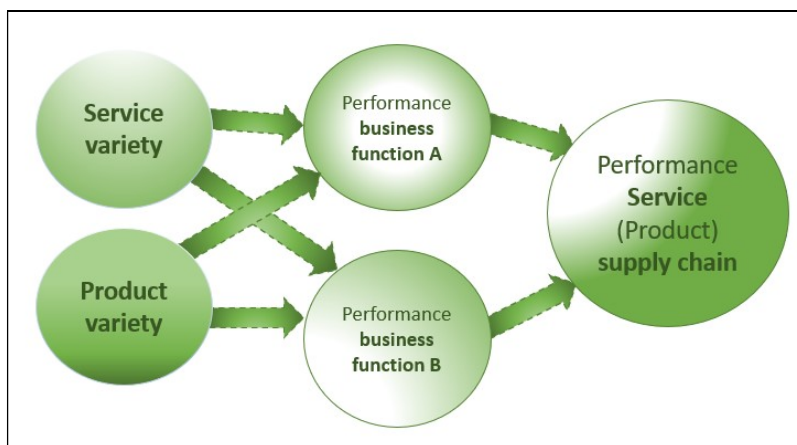 Service
variety
Product
variety
Performance
business
function A
Performance
business
function B
Performance
Service
(Product)
supply chain